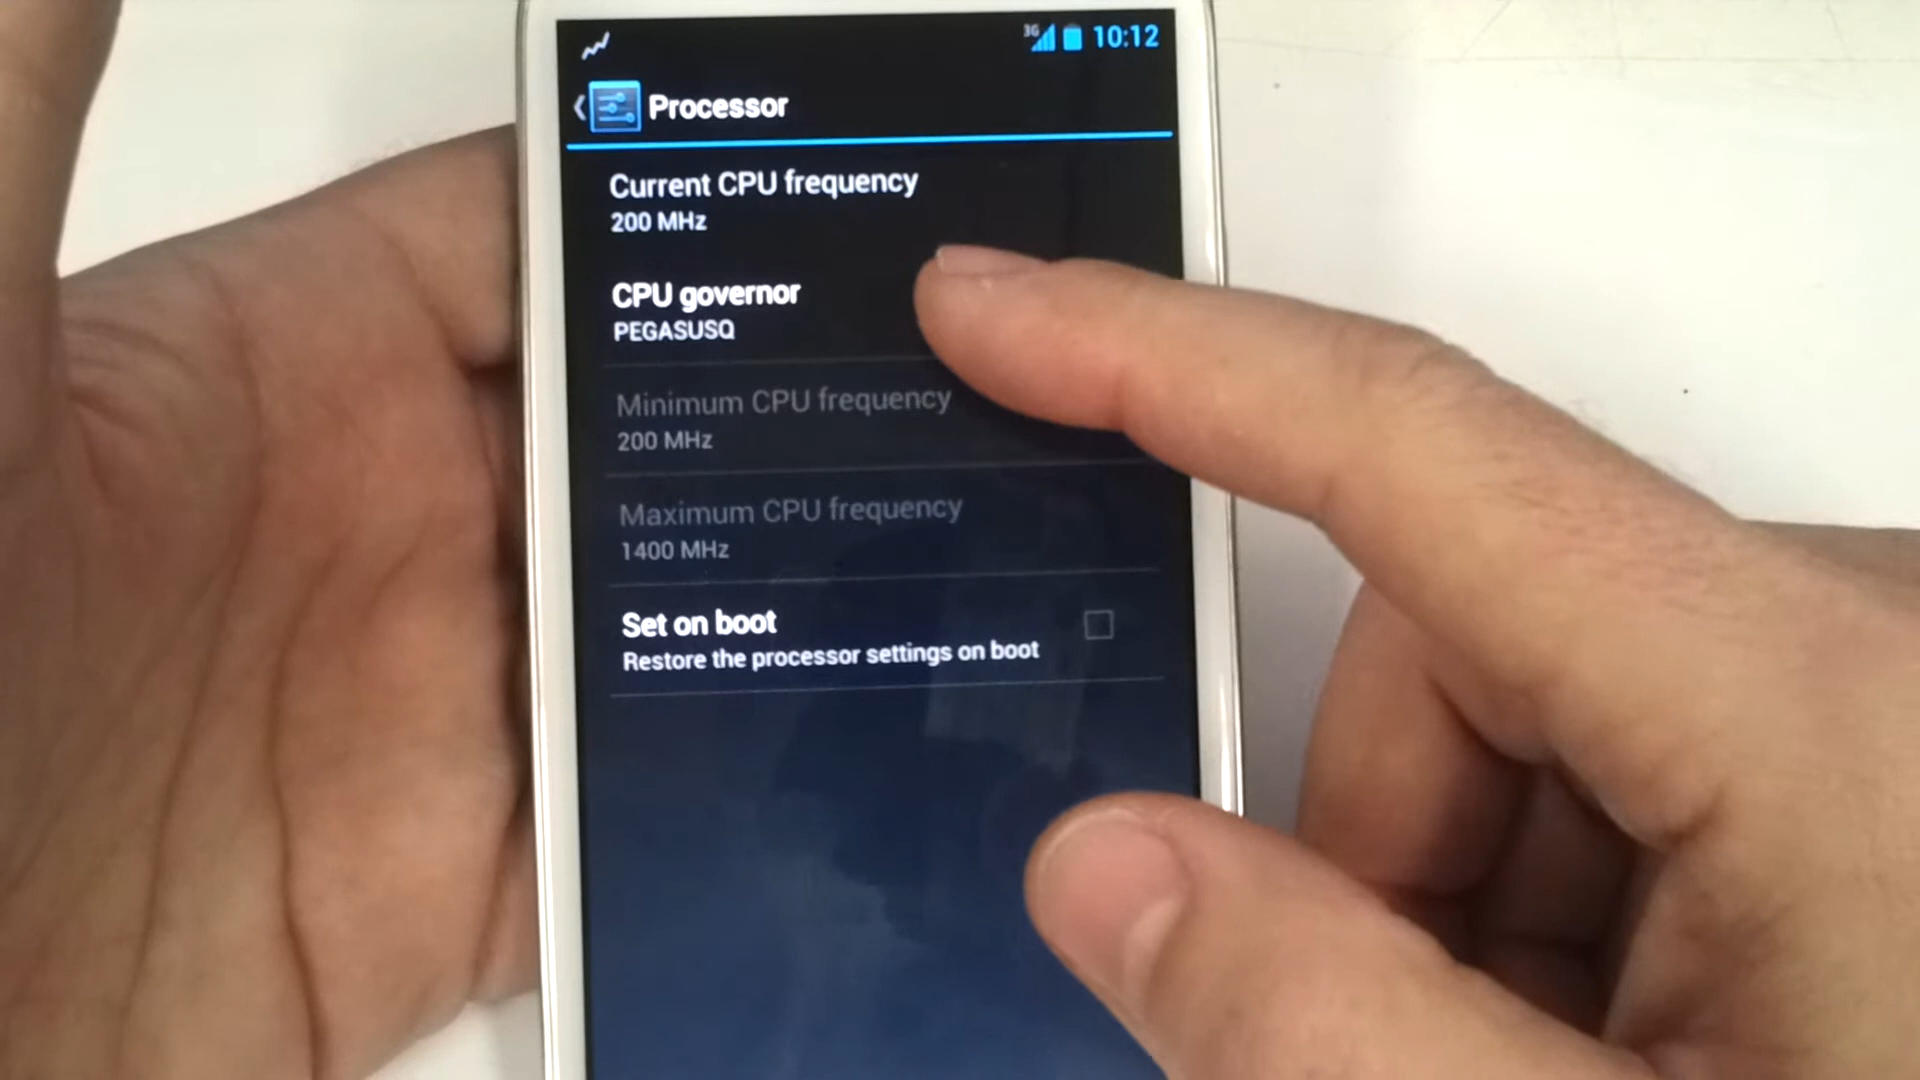 3G 10:12
Processor
Current CPU frequency
200 MHz
CPU governor
PEGASUSQ
Minimum CPU frequency
200 MHz
Maximum CPU frequency
1400 MHz
Set on boot
Restore the processor settings on boot